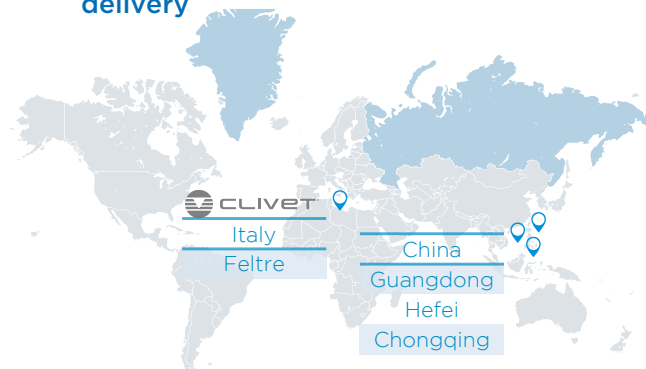 delivery
CLIVET
Italy
Feltre
China
Guangdong
Hefei
Chongqing